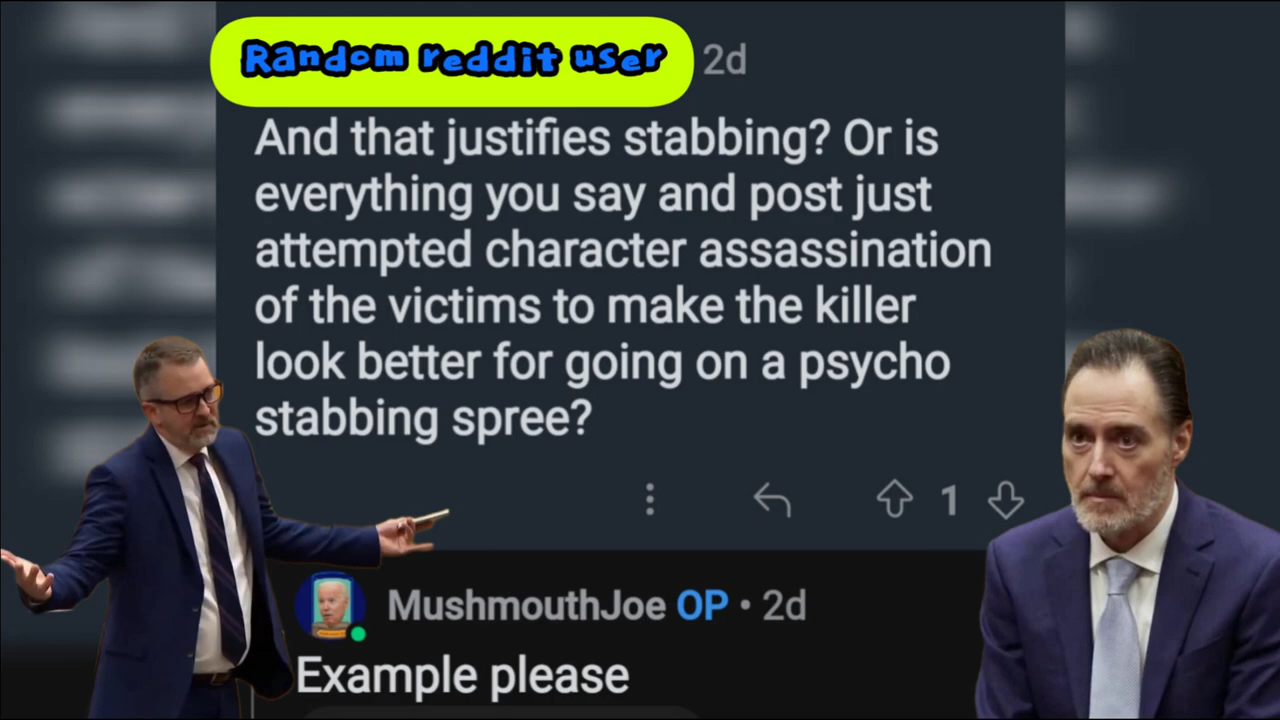 Random reddit user 2d
And that justifies stabbing? Or is
everything you say and post just
attempted character assassination
of the victims to make the killer
look better for going on a psycho
stabbing spree?
1
MushmouthJoe OP • 2d
Example please